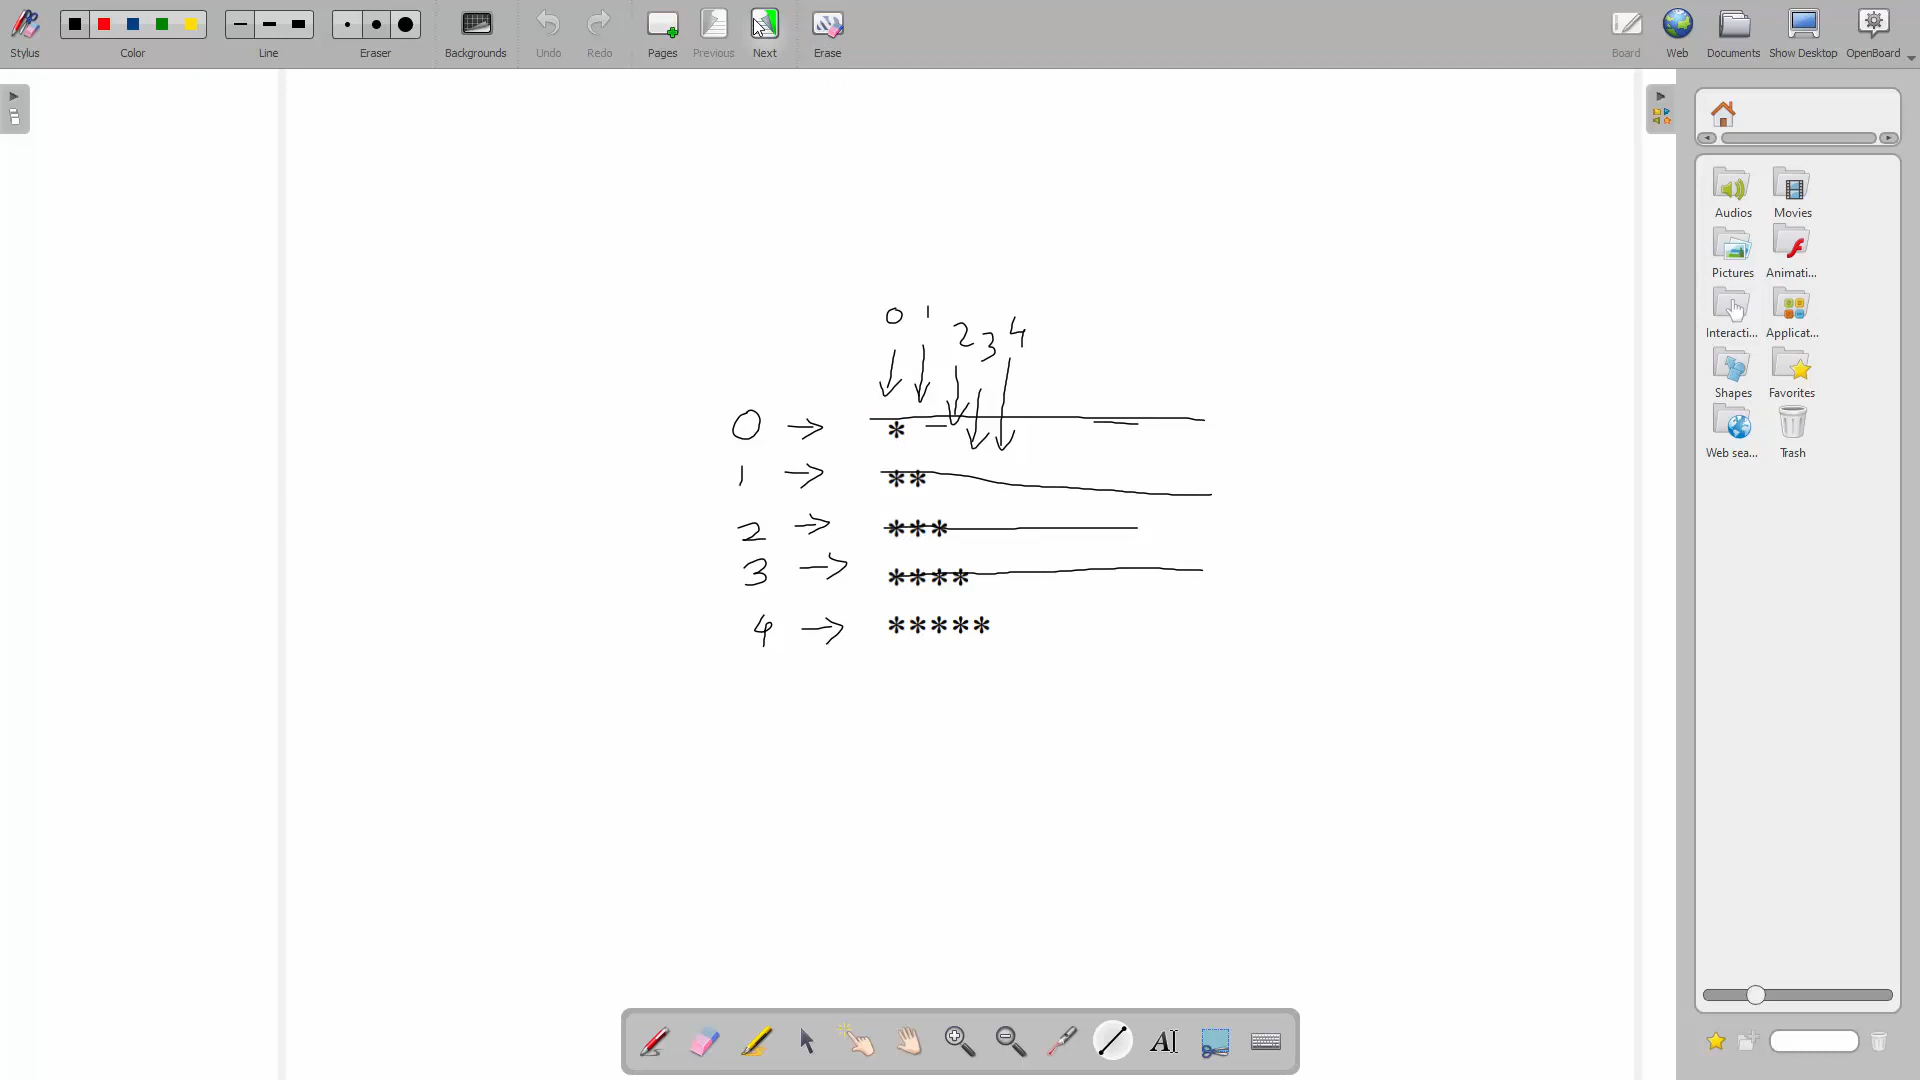 Stylus
Color
Line
Eraser
Backgrounds
Undo
Redo
Pages
Previous
Next
Erase
Board
Web
Documents
Show Desktop
OpenBoard
0 1 2 3 4
0 → *
1 → **
2 → ***
3 → ****
4 → *****
Audios
Movies
Pictures
Animati...
Interacti...
Applicat...
Shapes
Favorites
Web sea...
Trash